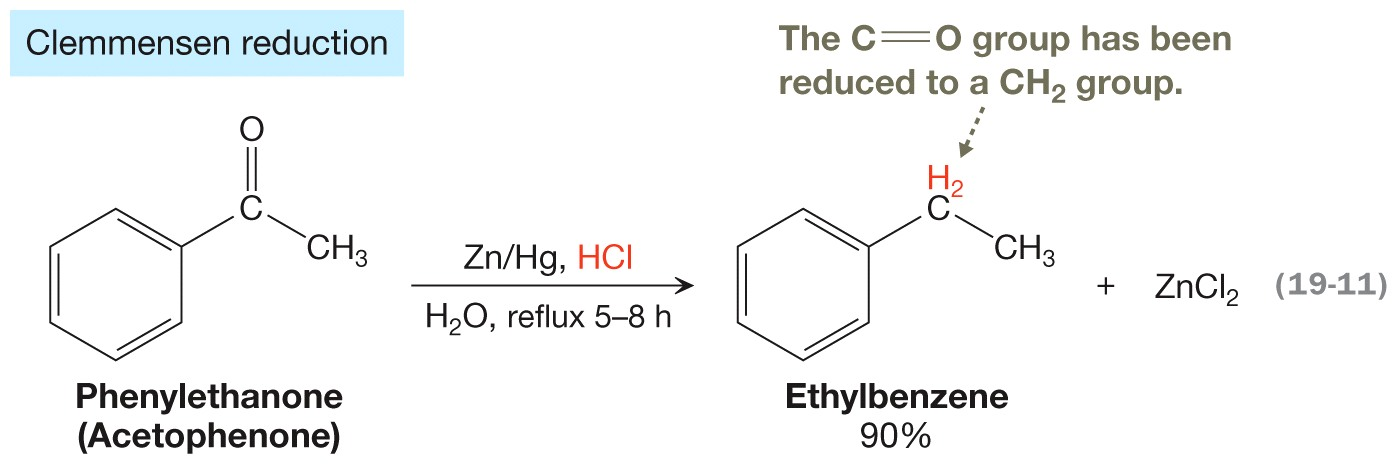 Clemmensen reduction
The C=O group has been
reduced to a CH₂ group.
O
C
CH₃
Zn/Hg, HCl
H₂O, reflux 5–8 h
H₂
C
CH₃
+ ZnCl₂ (19-11)
Phenylethanone
(Acetophenone)
Ethylbenzene
90%